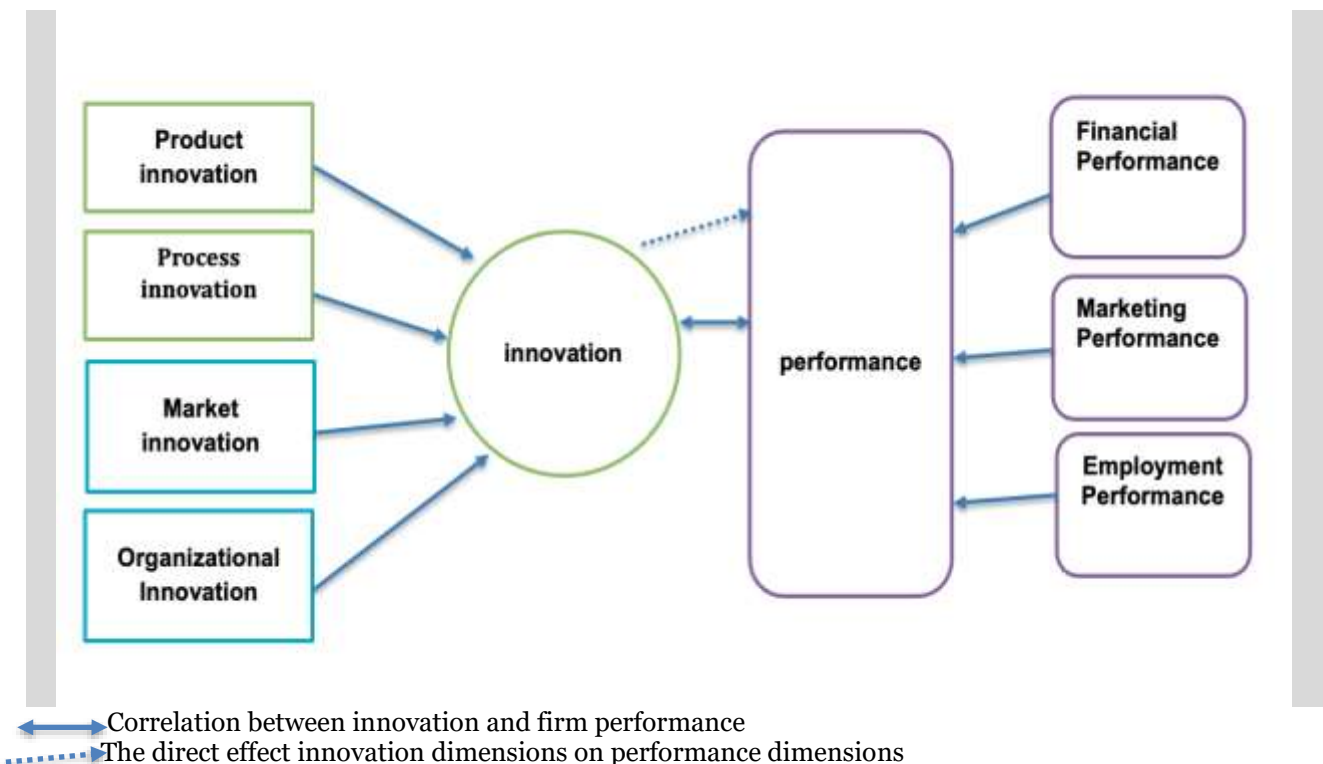 Product
innovation
Process
innovation
Market
innovation
Organizational
Innovation
innovation
performance
Financial
Performance
Marketing
Performance
Employment
Performance
Correlation between innovation and firm performance
The direct effect innovation dimensions on performance dimensions